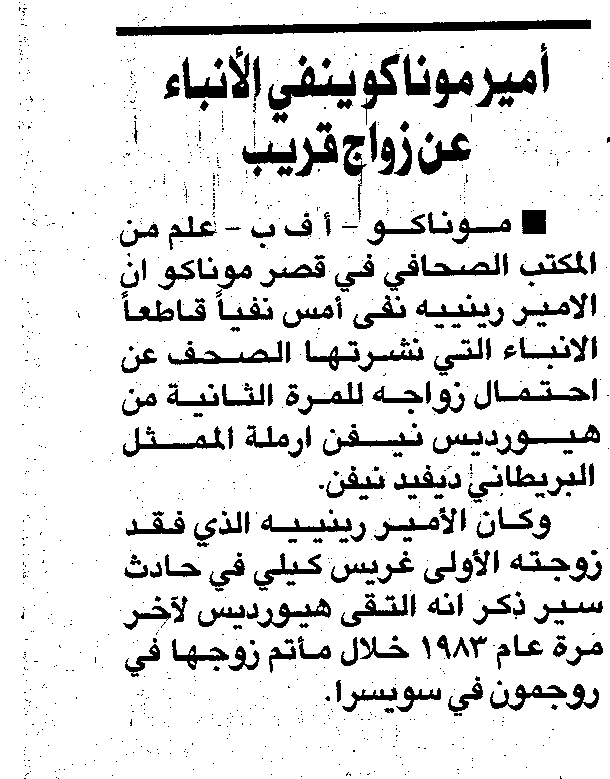 أمير موناكو ينفي الأنباء
عن زواج قريب
■ مـونـاكـو - أ ف ب - علم من
المكتب الصحافي في قصر موناكو ان
الامير رينييه نفى أمس نفياً قاطعاً
الانباء التي نشرتها الصحف عن
احتمال زواجه للمرة الثانية من
هيورديس نيفن ارملة الممثل
البريطاني ديفيد نيفن.
وكان الأمير رينييه الذي فقد
زوجته الأولى غريس كيلي في حادث
سير ذكر انه التقى هيورديس لآخر
مرة عام ١٩٨٣ خلال مأتم زوجها في
روجمون في سويسرا.